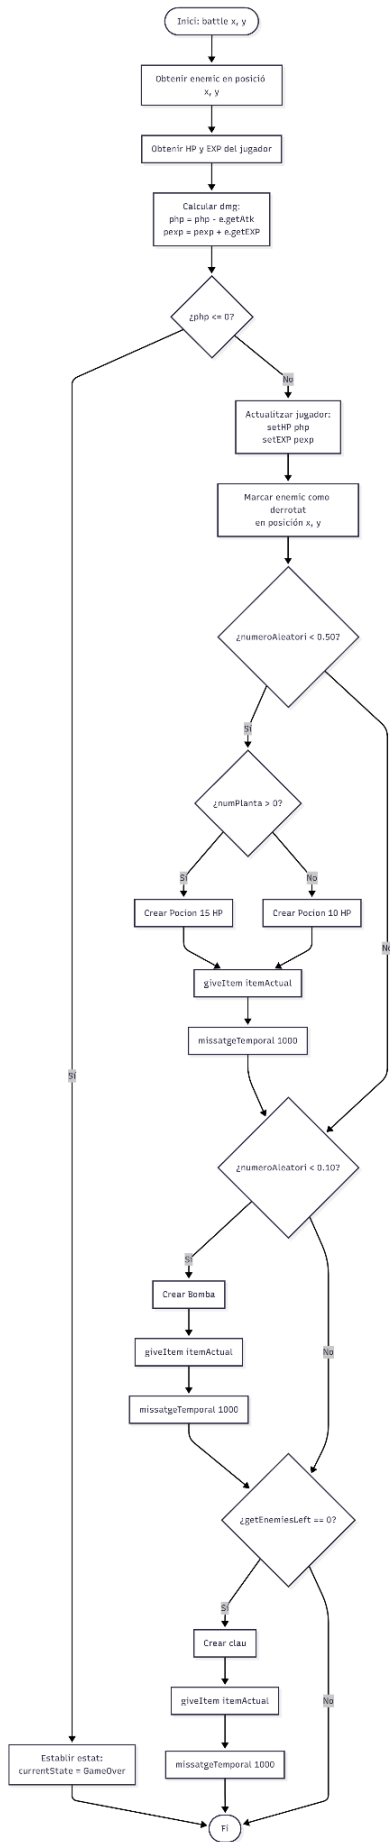 Inici: battle x, y
Obtenir enemic en posició
x, y
Obtenir HP y EXP del jugador
Calcular dmg:
php = php - e.getAtk
pexp = pexp + e.getEXP
¿php <= 0?
No
Actualitzar jugador:
setHP php
setEXP pexp
Marcar enemic como
derrotat
en posición x, y
¿numeroAleatori < 0.50?
Sí
¿numPlanta > 0?
Sí
No
Crear Pocion 15 HP
Crear Pocion 10 HP
No
giveItem itemActual
missatgeTemporal 1000
Sí
¿numeroAleatori < 0.10?
Sí
Crear Bomba
giveItem itemActual
No
missatgeTemporal 1000
¿getEnemiesLeft == 0?
Sí
Crear clau
giveItem itemActual
No
missatgeTemporal 1000
Establir estat:
currentState = GameOver
Fí